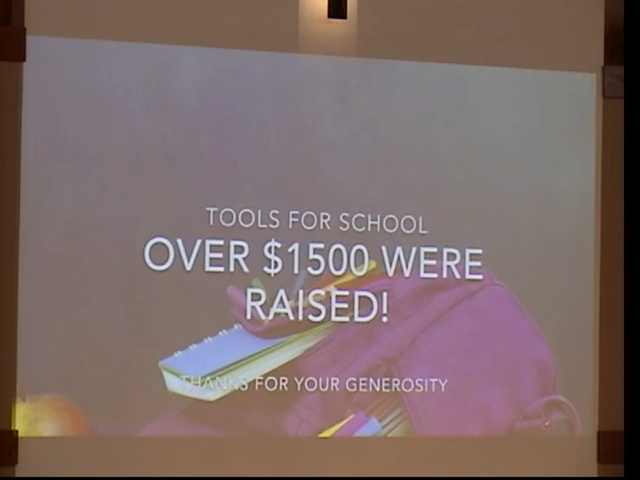 TOOLS FOR SCHOOL
OVER $1500 WERE
RAISED!
THANKS FOR YOUR GENEROSITY